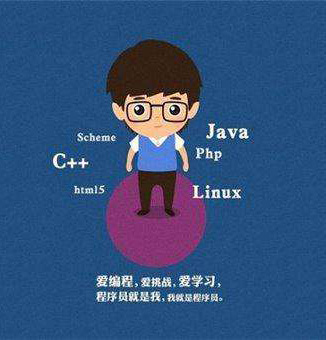 Scheme
Java
Php
C++
html5
Linux
爱编程，爱挑战，爱学习，
程序员就是我，我就是程序员。